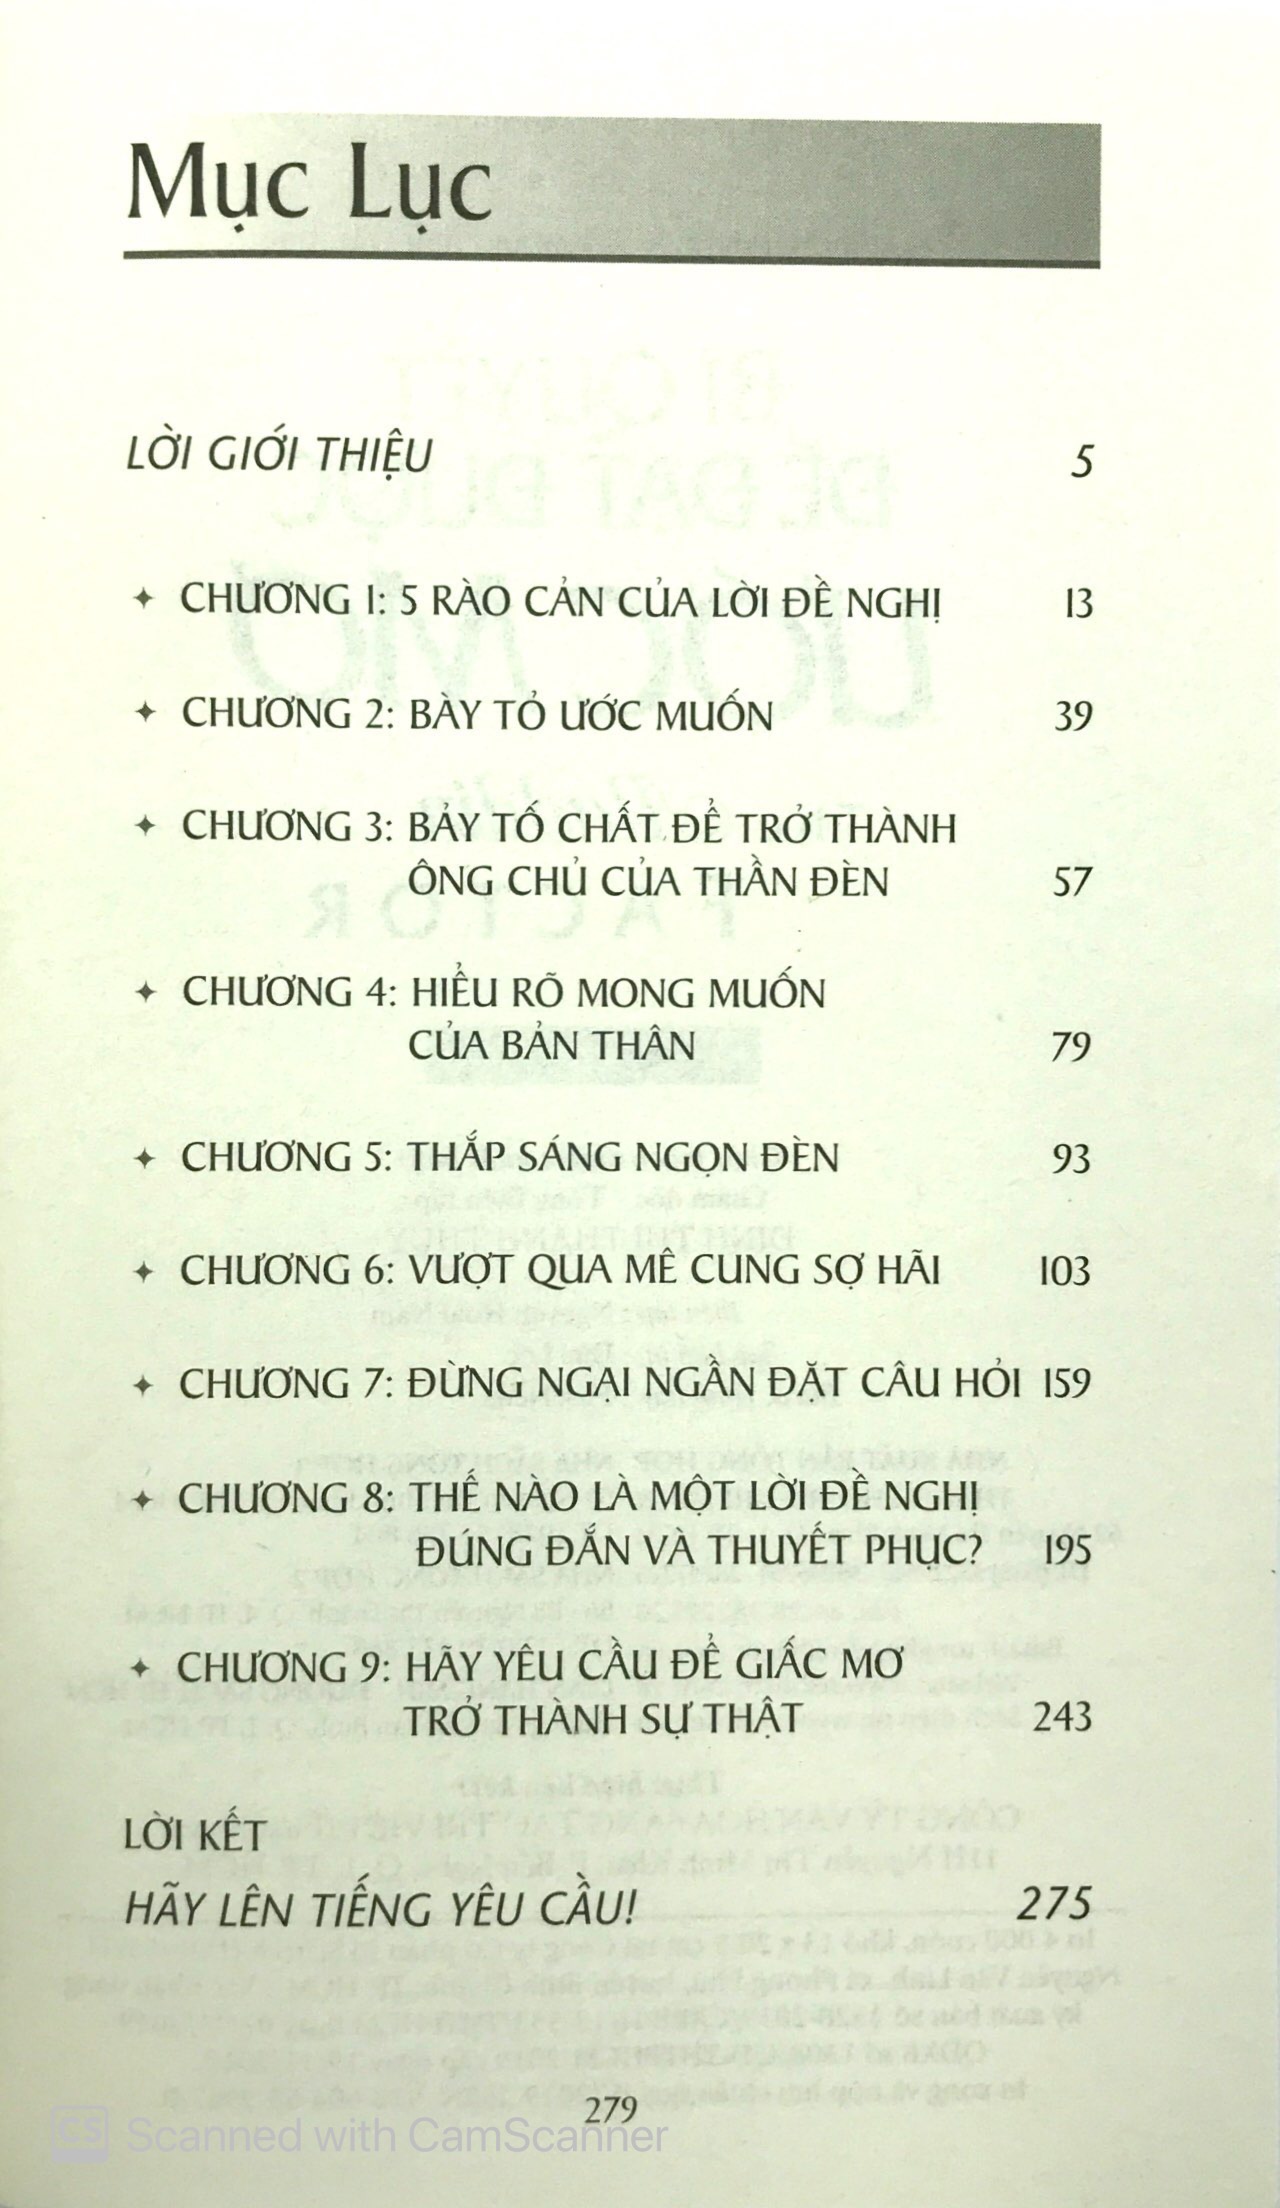 Mục Lục
LỜI GIỚI THIỆU 5
✦ CHƯƠNG 1: 5 RÀO CẢN CỦA LỜI ĐỀ NGHỊ 13
✦ CHƯƠNG 2: BÀY TỎ ƯỚC MUỐN 39
✦ CHƯƠNG 3: BẢY TỐ CHẤT ĐỂ TRỞ THÀNH
ÔNG CHỦ CỦA THẦN ĐÈN 57
✦ CHƯƠNG 4: HIỂU RÕ MONG MUỐN
CỦA BẢN THÂN 79
✦ CHƯƠNG 5: THẮP SÁNG NGỌN ĐÈN 93
✦ CHƯƠNG 6: VƯỢT QUA MÊ CUNG SỢ HÃI 103
✦ CHƯƠNG 7: ĐỪNG NGẠI NGẦN ĐẶT CÂU HỎI 159
✦ CHƯƠNG 8: THẾ NÀO LÀ MỘT LỜI ĐỀ NGHỊ
ĐÚNG ĐẮN VÀ THUYẾT PHỤC? 195
✦ CHƯƠNG 9: HÃY YÊU CẦU ĐỂ GIẤC MƠ
TRỞ THÀNH SỰ THẬT 243
LỜI KẾT
HÃY LÊN TIẾNG YÊU CẦU! 275
279
CS Scanned with CamScanner